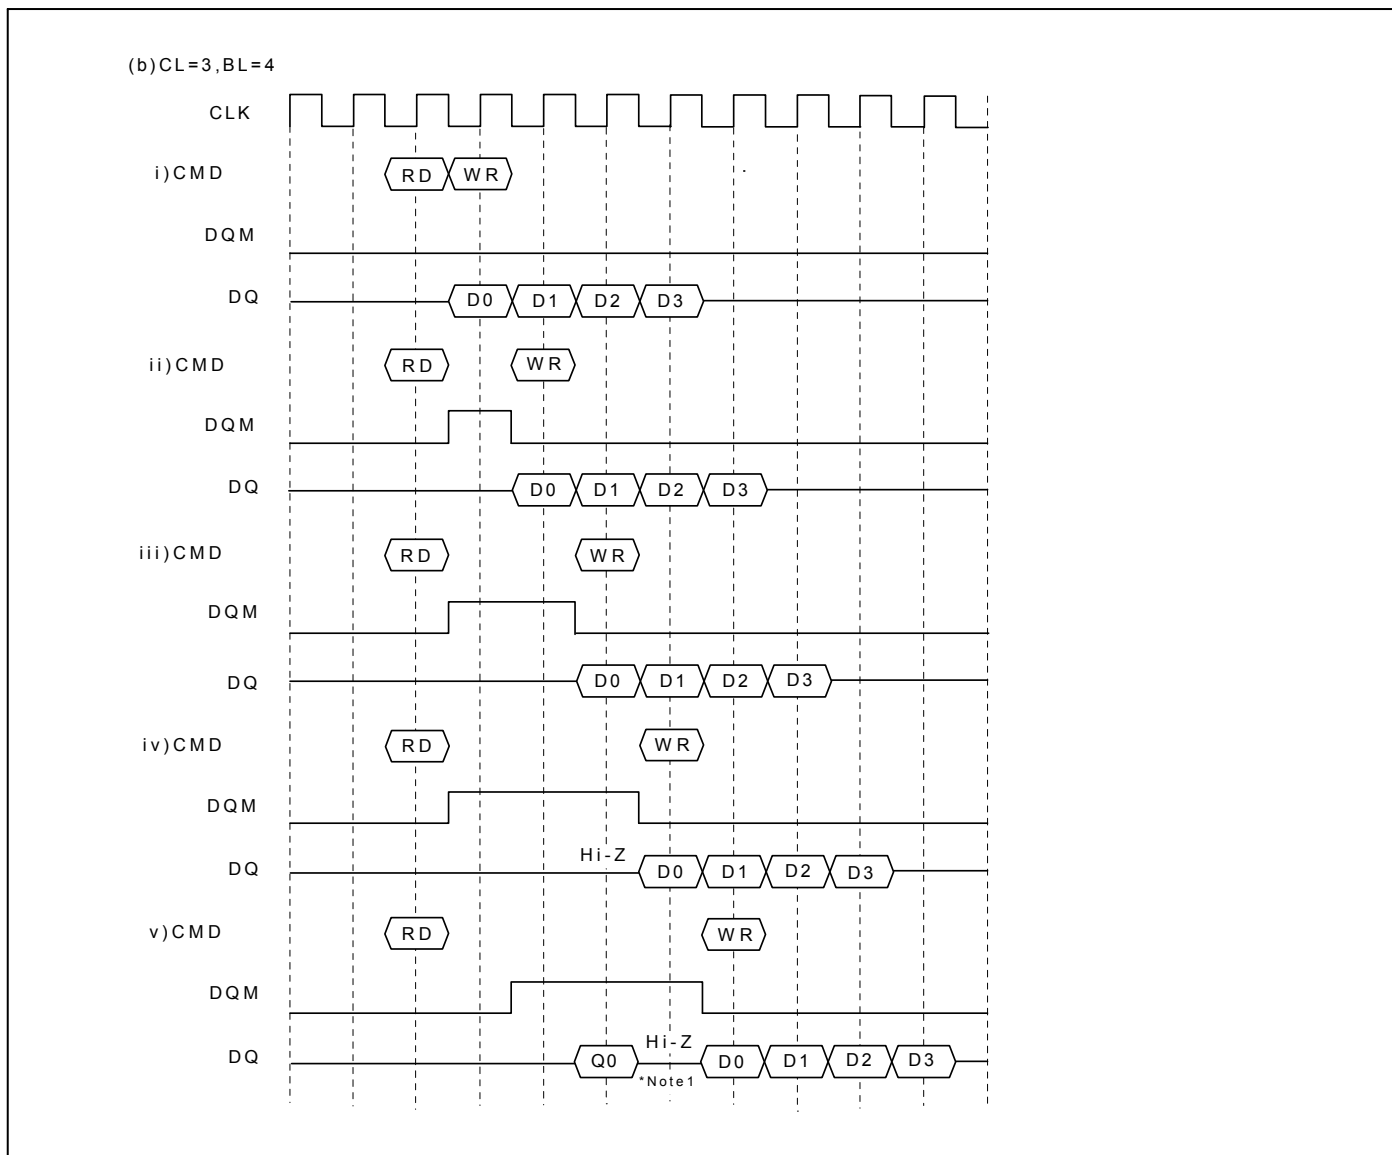 (b)CL=3,BL=4
CLK
i)CMD RD WR
DQM
DQ D0 D1 D2 D3
ii)CMD RD WR
DQM
DQ D0 D1 D2 D3
iii)CMD RD WR
DQM
DQ D0 D1 D2 D3
iv)CMD RD WR
DQM
Hi-Z
DQ D0 D1 D2 D3
v)CMD RD WR
DQM
Hi-Z
DQ Q0 D0 D1 D2 D3
*Note1